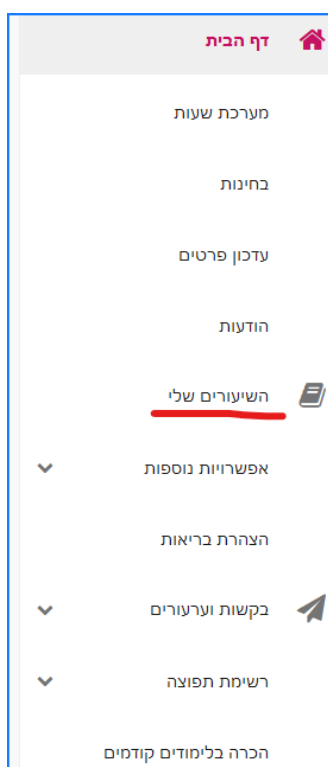 דף הבית
מערכת שעות
בחינות
עדכון פרטים
הודעות
השיעורים שלי
אפשרויות נוספות
הצהרת בריאות
בקשות וערעורים
רשימת תפוצה
הכרה בלימודים קודמים